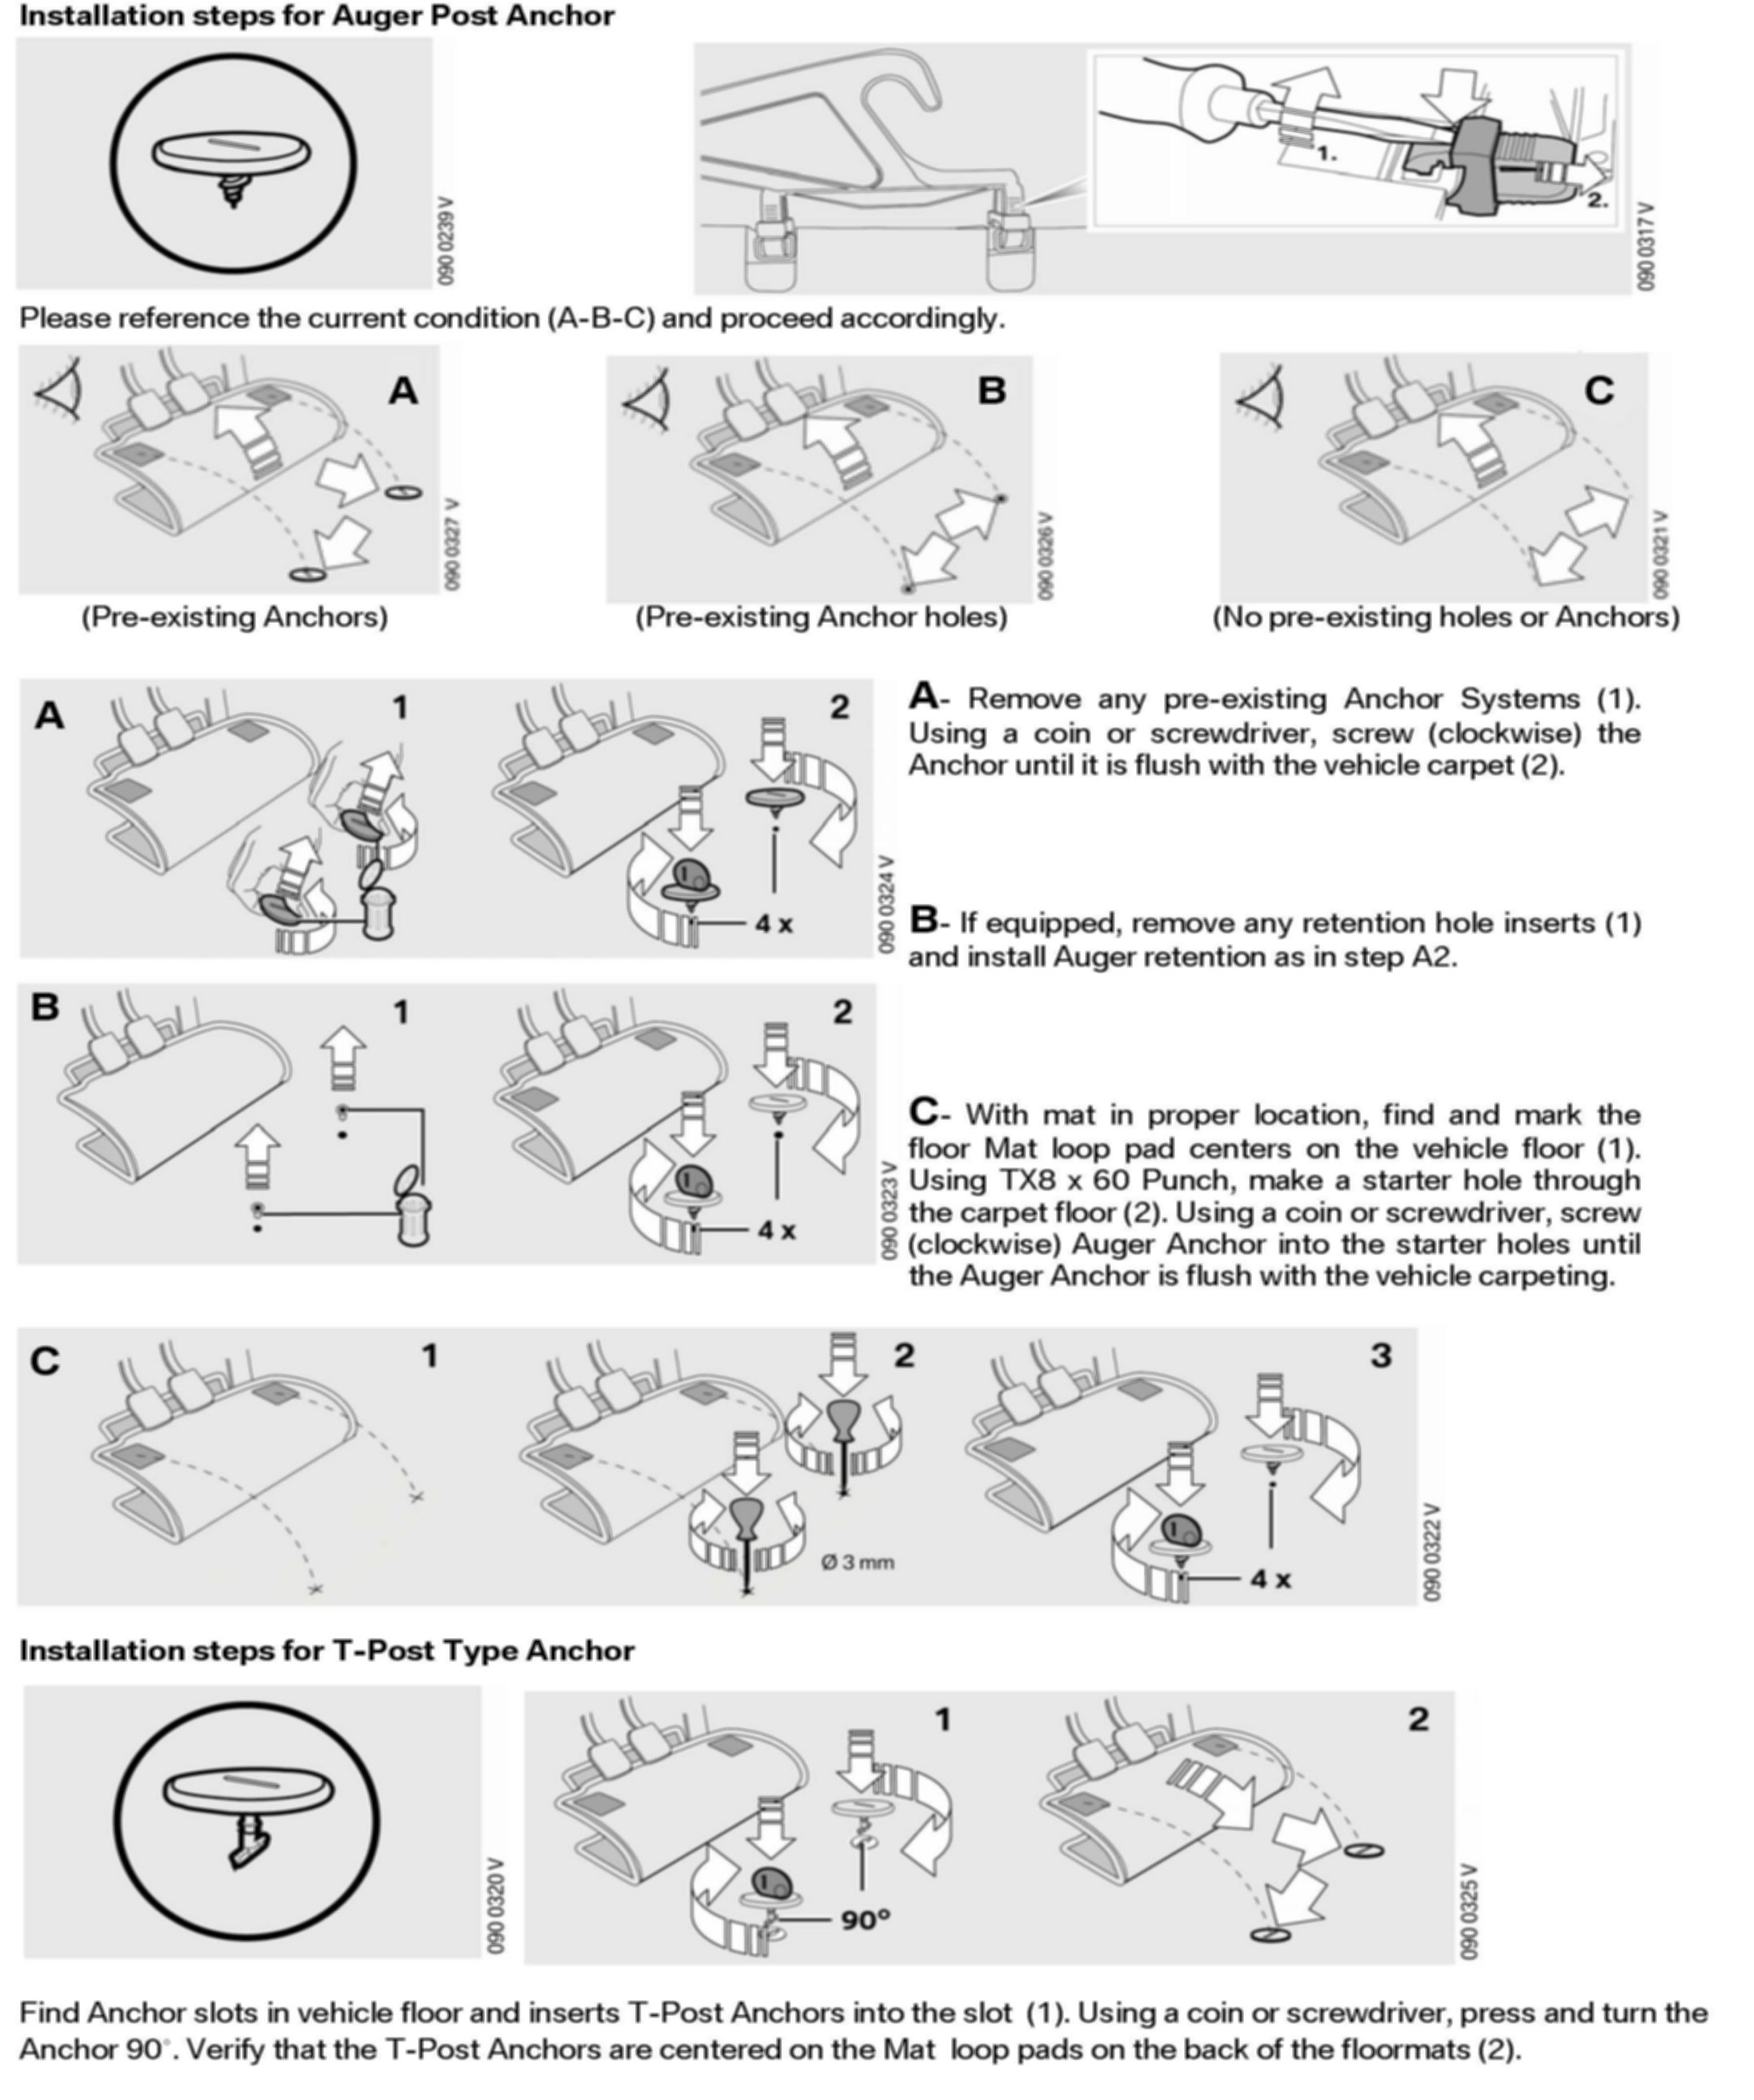 Installation steps for Auger Post Anchor
090 0239 V
1.
2.
090 0317 V
Please reference the current condition (A-B-C) and proceed accordingly.
A
090 0327 V
B
090 0326 V
C
090 0321 V
(Pre-existing Anchors)
(Pre-existing Anchor holes)
(No pre-existing holes or Anchors)
A
1
2
1
4 x
090 0324 V
A- Remove any pre-existing Anchor Systems (1).
Using a coin or screwdriver, screw (clockwise) the
Anchor until it is flush with the vehicle carpet (2).
B- If equipped, remove any retention hole inserts (1)
and install Auger retention as in step A2.
B
1
2
1
4 x
090 0323 V
C- With mat in proper location, find and mark the
floor Mat loop pad centers on the vehicle floor (1).
Using TX8 x 60 Punch, make a starter hole through
the carpet floor (2). Using a coin or screwdriver, screw
(clockwise) Auger Anchor into the starter holes until
the Auger Anchor is flush with the vehicle carpeting.
C
1
2
Ø 3 mm
3
1
4 x
090 0322 V
Installation steps for T-Post Type Anchor
090 0320 V
1
1
90°
2
090 0325 V
Find Anchor slots in vehicle floor and inserts T-Post Anchors into the slot (1). Using a coin or screwdriver, press and turn the
Anchor 90°. Verify that the T-Post Anchors are centered on the Mat loop pads on the back of the floormats (2).